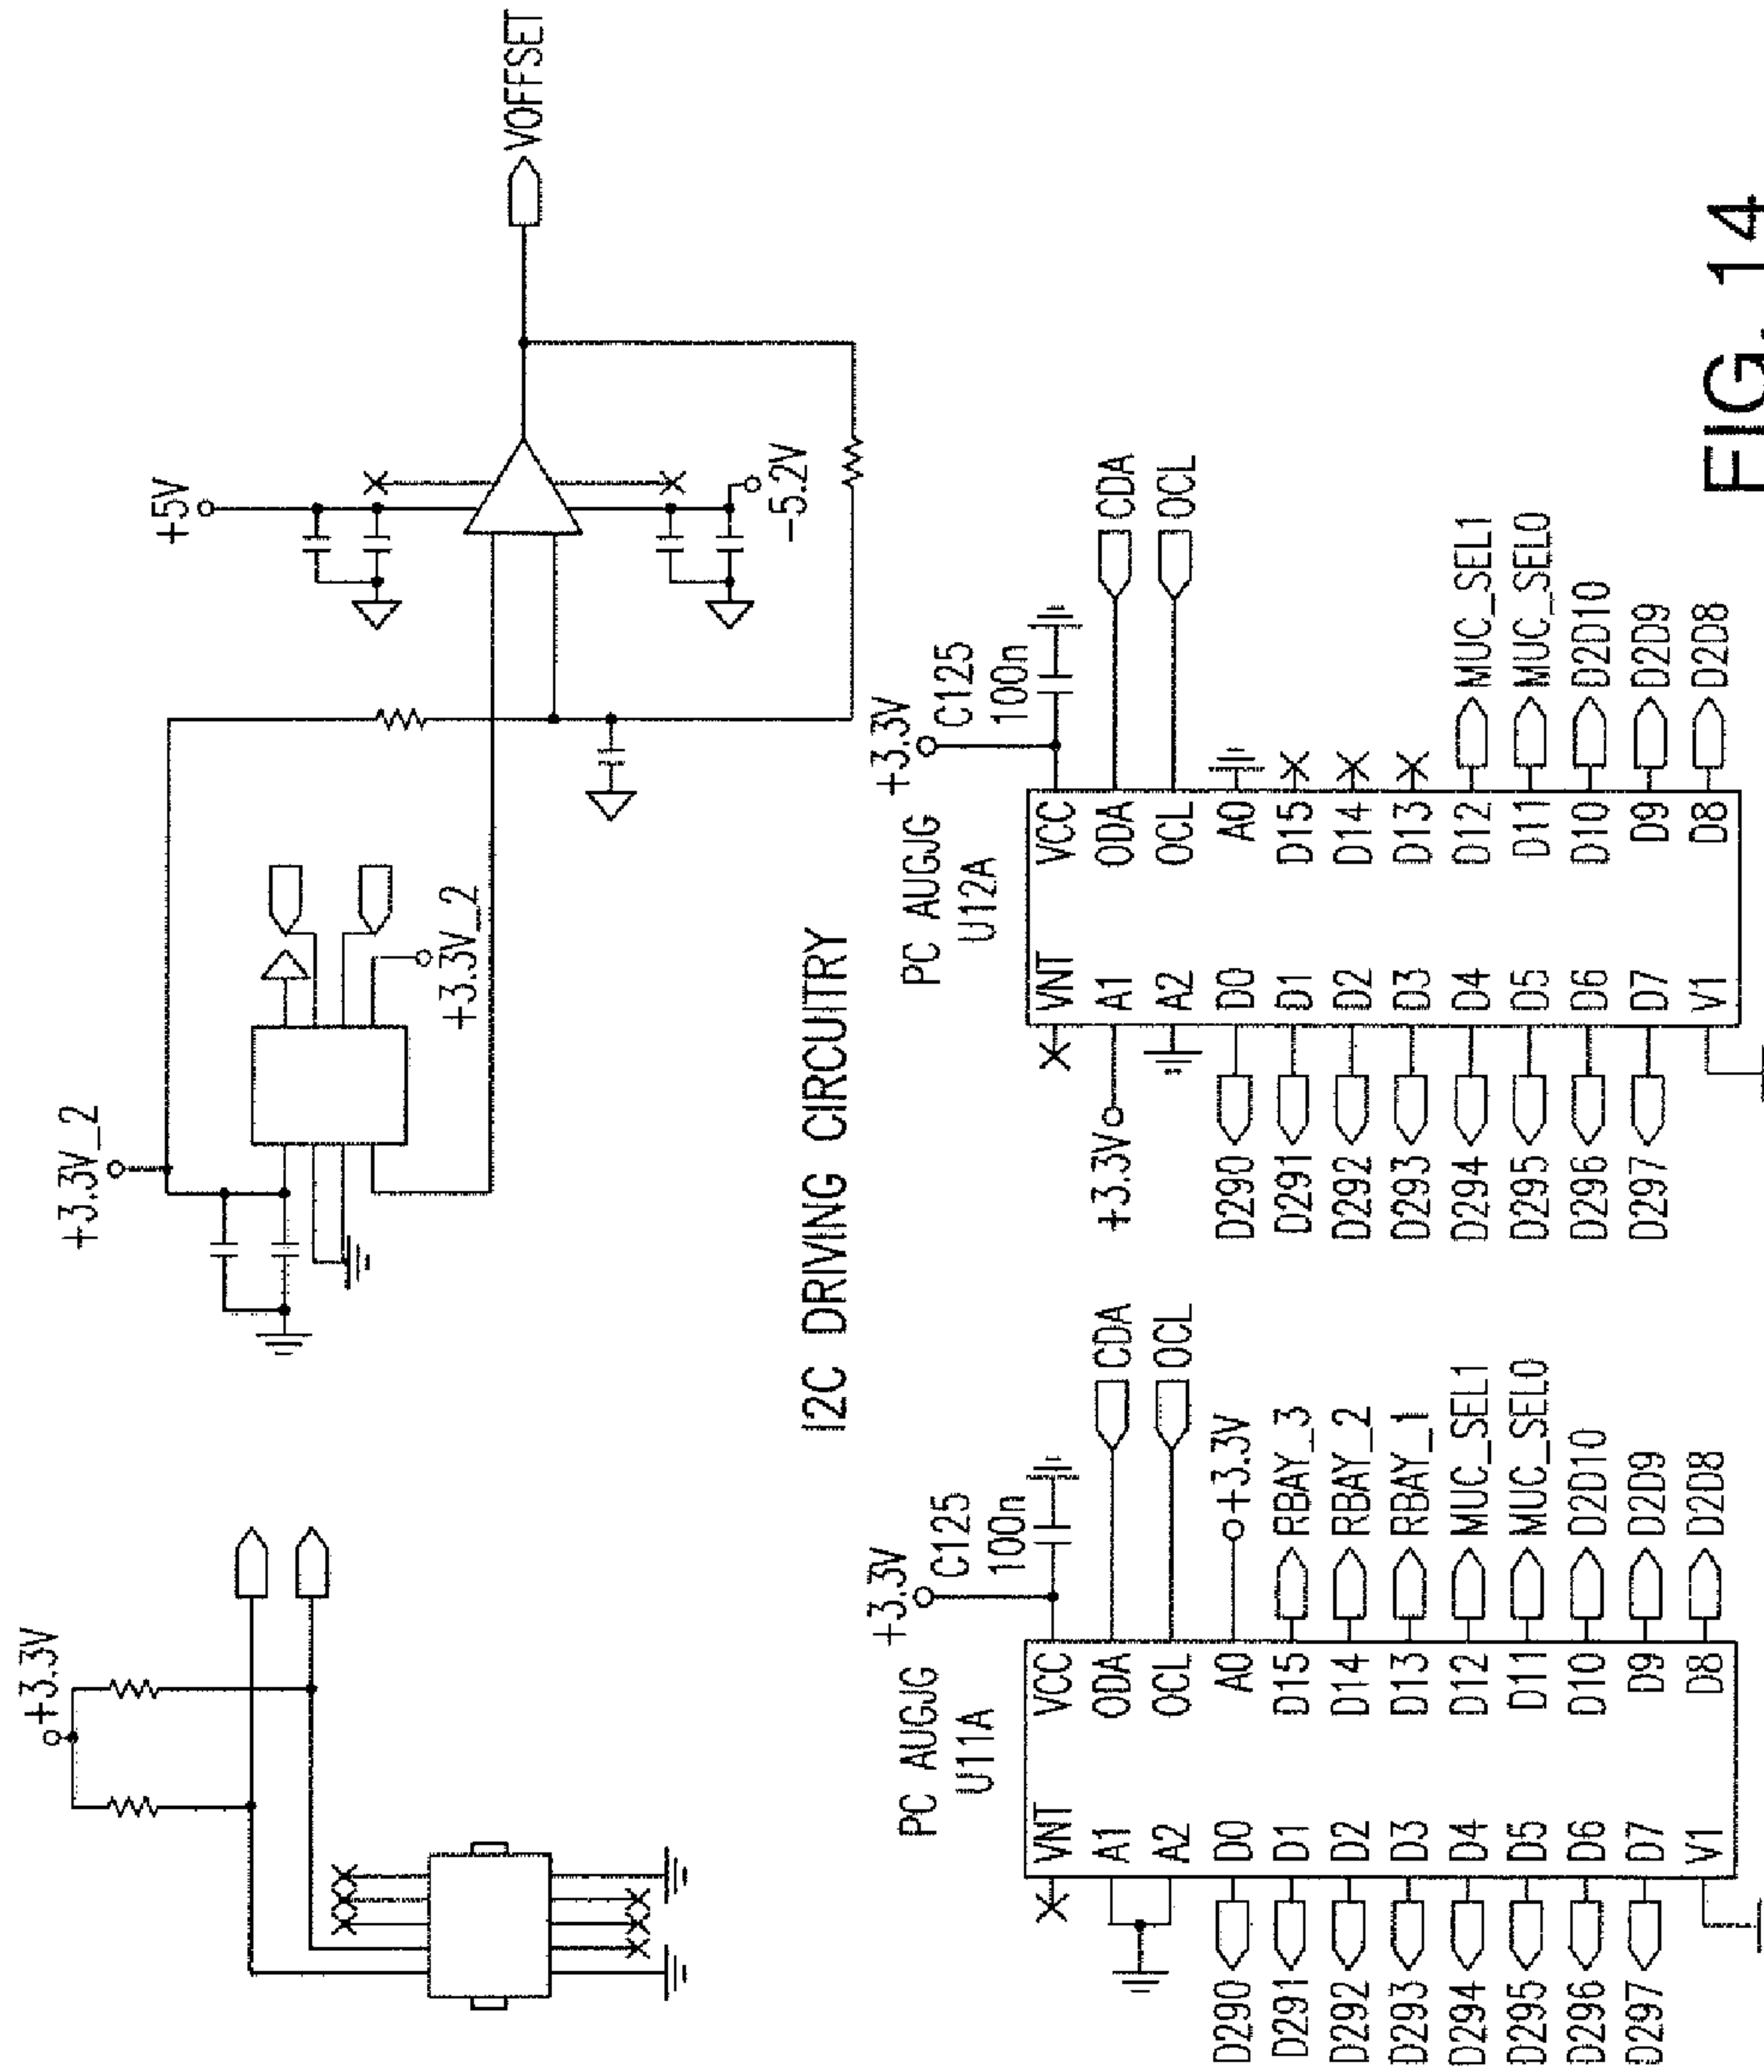 +3.3V
+3.3V_2
+3.3V_2
+5V
-5.2V
VOFFSET
I2C DRIVING CIRCUITRY
PC AUGJG
U11A
+3.3V
C125
100n
VNT VCC
A1 ODA CDA
A2 OCL OCL
D290 D0 A0 +3.3V
D291 D1 D15 RBAY_3
D292 D2 D14 RBAY_2
D293 D3 D13 RBAY_1
D294 D4 D12 MUC_SEL1
D295 D5 D11 MUC_SEL0
D296 D6 D10 D2D10
D297 D7 D9 D2D9
V1 D8 D2D8
PC AUGJG
U12A
+3.3V
C125
100n
VNT VCC
+3.3V A1 ODA CDA
A2 OCL OCL
D290 D0 A0
D291 D1 D15
D292 D2 D14
D293 D3 D13
D294 D4 D12 MUC_SEL1
D295 D5 D11 MUC_SEL0
D296 D6 D10 D2D10
D297 D7 D9 D2D9
V1 D8 D2D8
FIG. 14